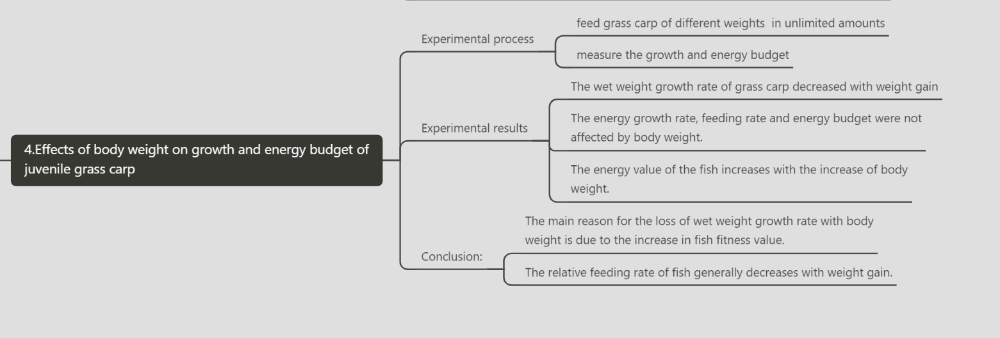 4.Effects of body weight on growth and energy budget of
juvenile grass carp
Experimental process
feed grass carp of different weights  in unlimited amounts
measure the growth and energy budget
Experimental results
The wet weight growth rate of grass carp decreased with weight gain
The energy growth rate, feeding rate and energy budget were not
affected by body weight.
The energy value of the fish increases with the increase of body
weight.
Conclusion:
The main reason for the loss of wet weight growth rate with body
weight is due to the increase in fish fitness value.
The relative feeding rate of fish generally decreases with weight gain.